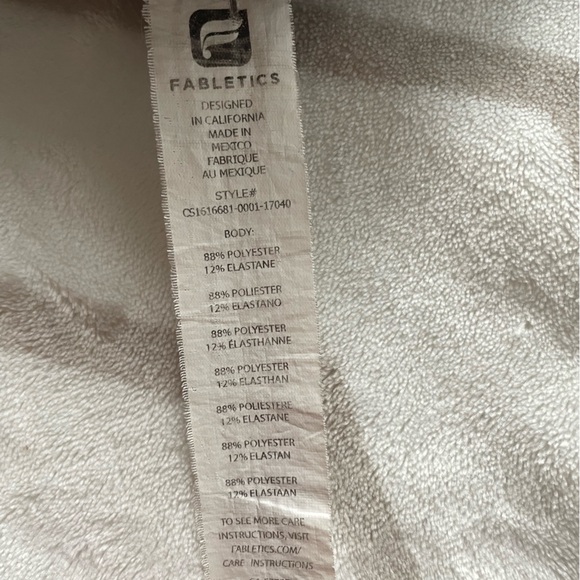 FABLETICS
DESIGNED
IN CALIFORNIA
MADE IN
MEXICO
FABRIQUE
AU MEXIQUE
STYLE#
CS1616681-0001-17040
BODY:
88% POLYESTER
12% ELASTANE
88% POLIESTER
12% ELASTANO
88% POLYESTER
12% ÉLASTHANNE
88% POLYESTER
12% ELASTHAN
88% POLIESTERE
12% ELASTANE
88% POLYESTER
12% ELASTAN
88% POLYESTER
12% ELASTAAN
TO SEE MORE CARE
INSTRUCTIONS, VISIT
FABLETICS.COM/
CARE INSTRUCTIONS